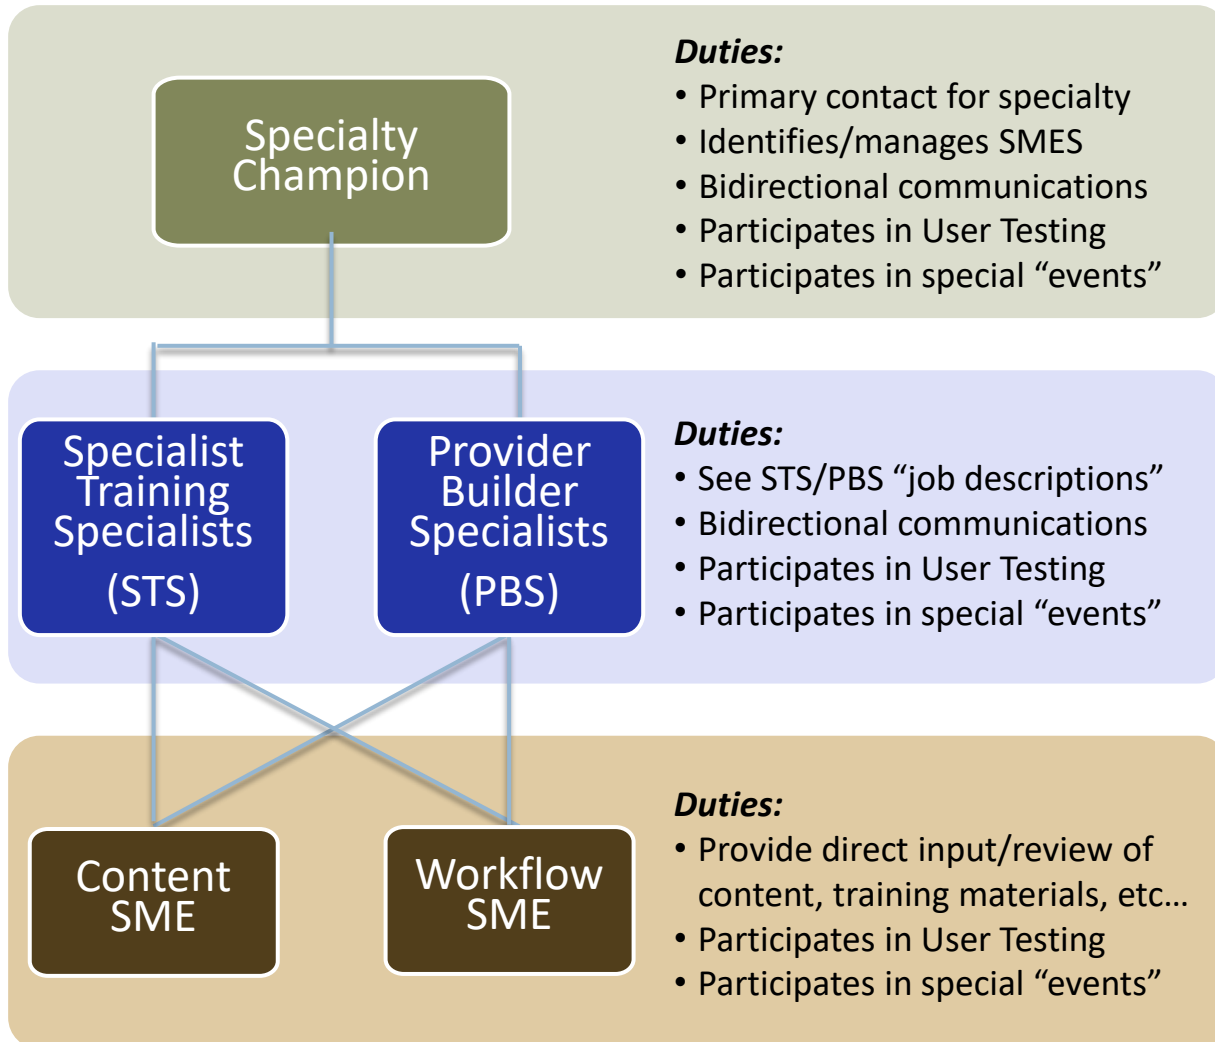 Specialty
Champion
Duties:
• Primary contact for specialty
• Identifies/manages SMES
• Bidirectional communications
• Participates in User Testing
• Participates in special “events”
Specialist
Training
Specialists
(STS)
Provider
Builder
Specialists
(PBS)
Duties:
• See STS/PBS “job descriptions”
• Bidirectional communications
• Participates in User Testing
• Participates in special “events”
Content
SME
Workflow
SME
Duties:
• Provide direct input/review of
content, training materials, etc…
• Participates in User Testing
• Participates in special “events”